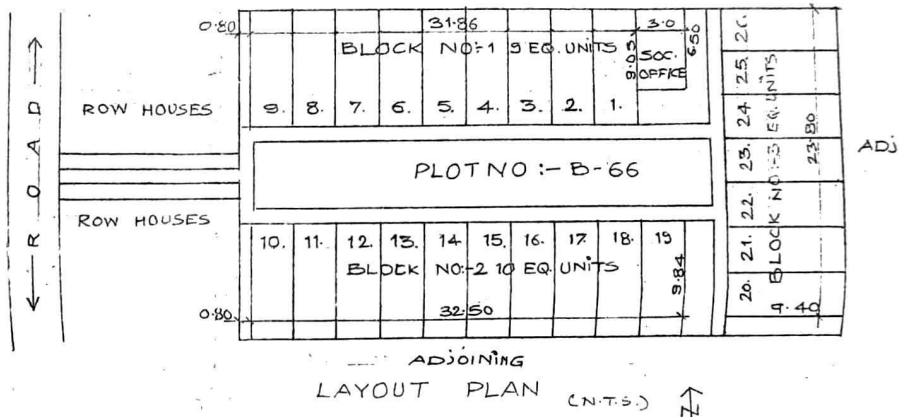 0.80 31.86 3.0
BLOCK NO:-1 9 EQ. UNITS
9.03
6.50
SOC.
OFFICE
ROW HOUSES
9. 8. 7. 6. 5. 4. 3. 2. 1.
← ROAD →
PLOT NO :- B-66
ROW HOUSES
10. 11. 12. 13. 14 15. 16. 17. 18. 19
BLOCK NO:-2 10 EQ. UNITS
9.84
0.80 32.50
20. 21. 22. 23. 24 25. 26.
BLOCK NO:-3 EQ. UNITS
23.80
9.40
ADJ
ADJOINING
LAYOUT PLAN (N.T.S.)
N